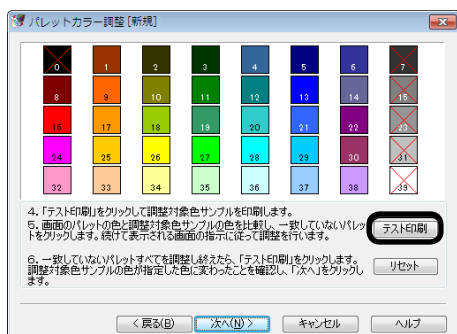 パレットカラー調整 [新規]
0 1 2 3 4 5 6 7
8 9 10 11 12 13 14 15
16 17 18 19 20 21 22 23
24 25 26 27 28 29 30 31
32 33 34 35 36 37 38 39
4. 「テスト印刷」をクリックして調整対象色サンプルを印刷します。
5. 画面のパレットの色と調整対象色サンプルの色を比較し、一致していないパレッ
トをクリックします。続けて表示される画面の指示に従って調整を行います。
テスト印刷
6. 一致していないパレットすべてを調整し終えたら、「テスト印刷」をクリックします。
調整対象色サンプルの色が指定した色に変わったことを確認し、「次へ」をクリックし
ます。
リセット
< 戻る(B) 次へ(N) > キャンセル ヘルプ